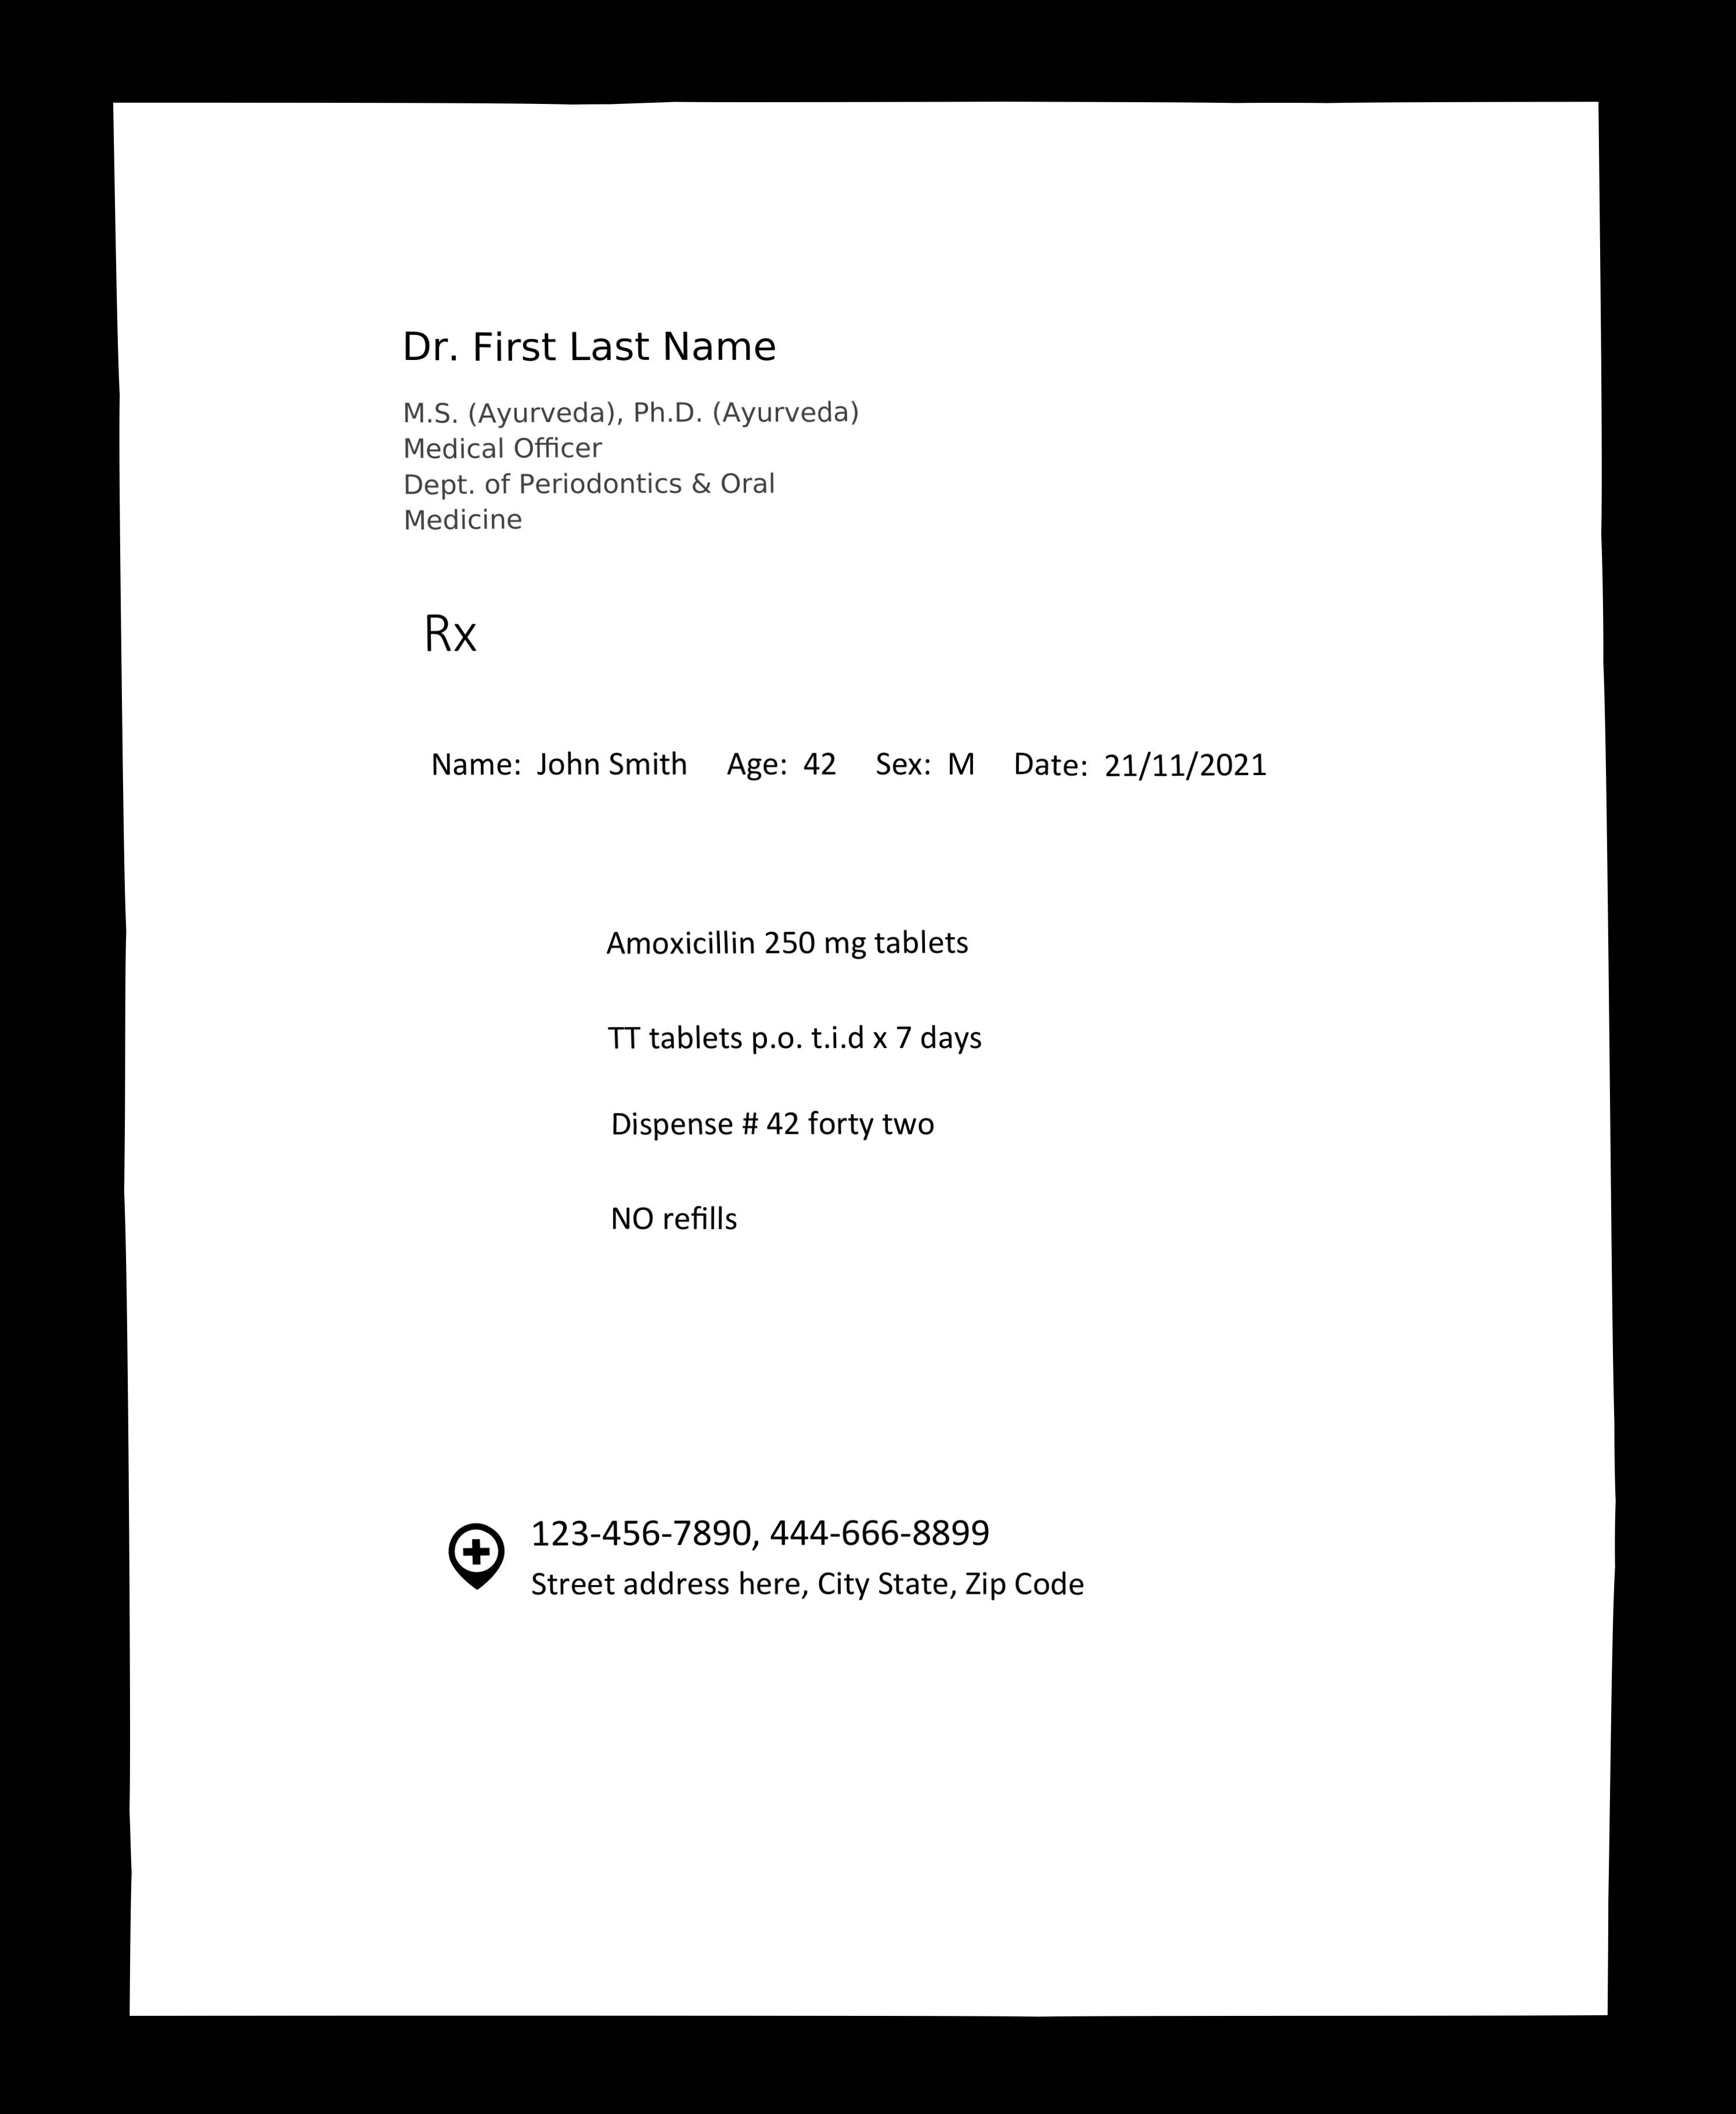 Dr. First Last Name
M.S. (Ayurveda), Ph.D. (Ayurveda)
Medical Officer
Dept. of Periodontics & Oral
Medicine
Rx
Name: John Smith Age: 42 Sex: M Date: 21/11/2021
Amoxicillin 250 mg tablets
TT tablets p.o. t.i.d x 7 days
Dispense # 42 forty two
NO refills
123-456-7890, 444-666-8899
Street address here, City State, Zip Code